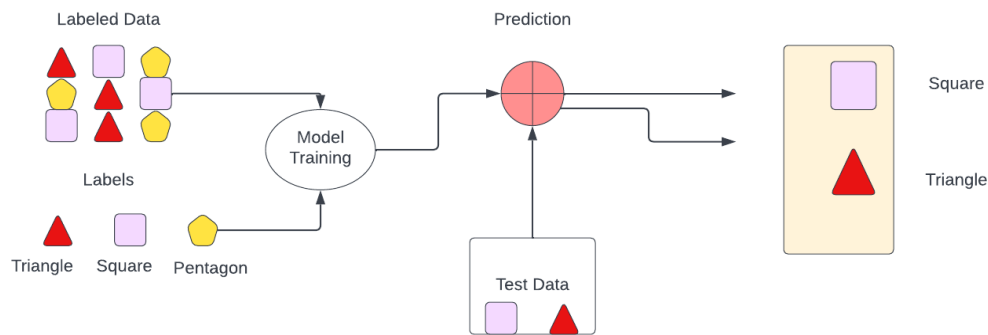 Labeled Data
Prediction
Square
Model
Training
Labels
Triangle
Triangle Square Pentagon
Test Data